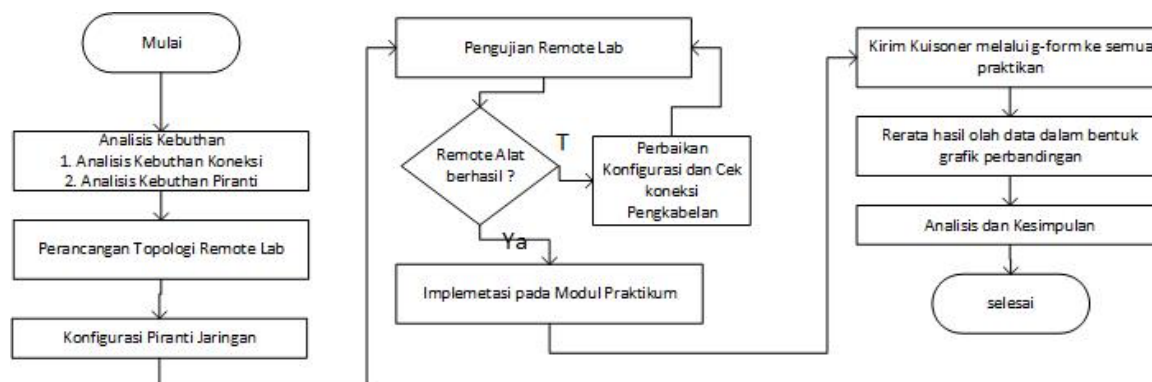 Mulai
Analisis Kebuthan
1. Analisis Kebuthan Koneksi
2. Analisis Kebuthan Piranti
Perancangan Topologi Remote Lab
Konfigurasi Piranti Jaringan
Pengujian Remote Lab
Remote Alat
berhasil ?
T
Perbaikan
Konfigurasi dan Cek
koneksi
Pengkabelan
Ya
Implemetasi pada Modul Praktikum
Kirim Kuisoner melalui g-form ke semua
praktikan
Rerata hasil olah data dalam bentuk
grafik perbandingan
Analisis dan Kesimpulan
selesai